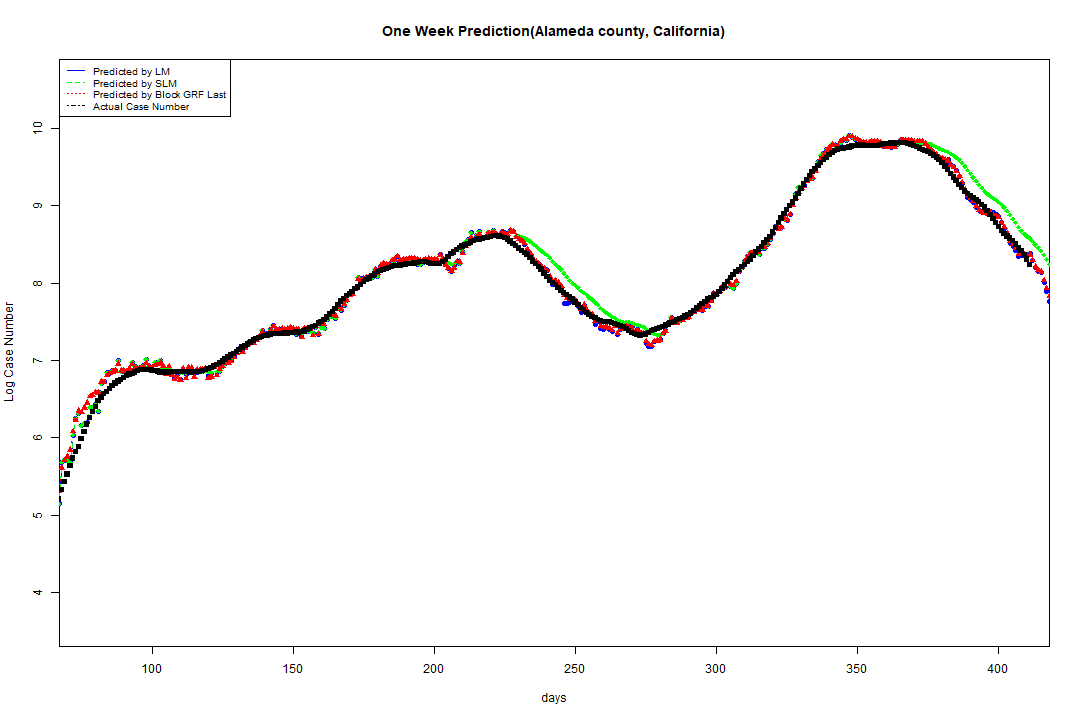 One Week Prediction(Alameda county, California)
Predicted by LM
Predicted by SLM
Predicted by Block GRF Last
Actual Case Number
10
9
8
7
6
5
4
Log Case Number
100 150 200 250 300 350 400
days